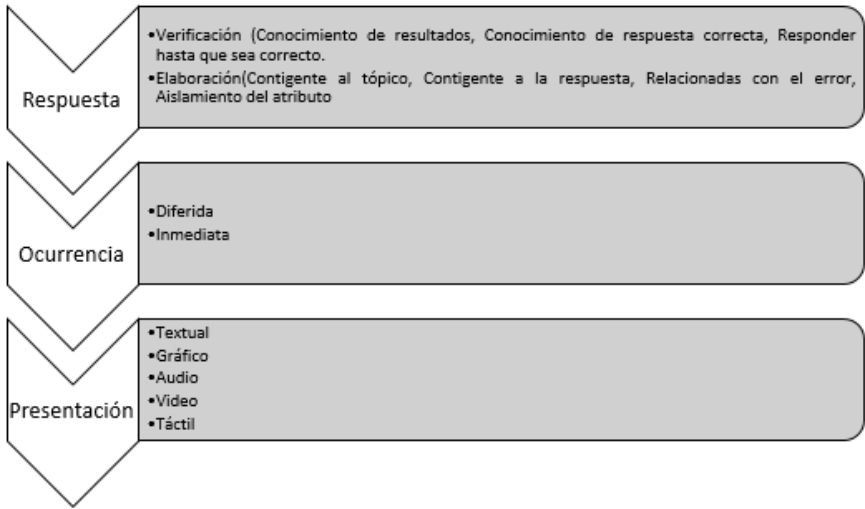 Respuesta
•Verificación (Conocimiento de resultados, Conocimiento de respuesta correcta, Responder
hasta que sea correcto.
•Elaboración(Contigente al tópico, Contigente a la respuesta, Relacionadas con el error,
Aislamiento del atributo
Ocurrencia
•Diferida
•Inmediata
Presentación
•Textual
•Gráfico
•Audio
•Video
•Táctil